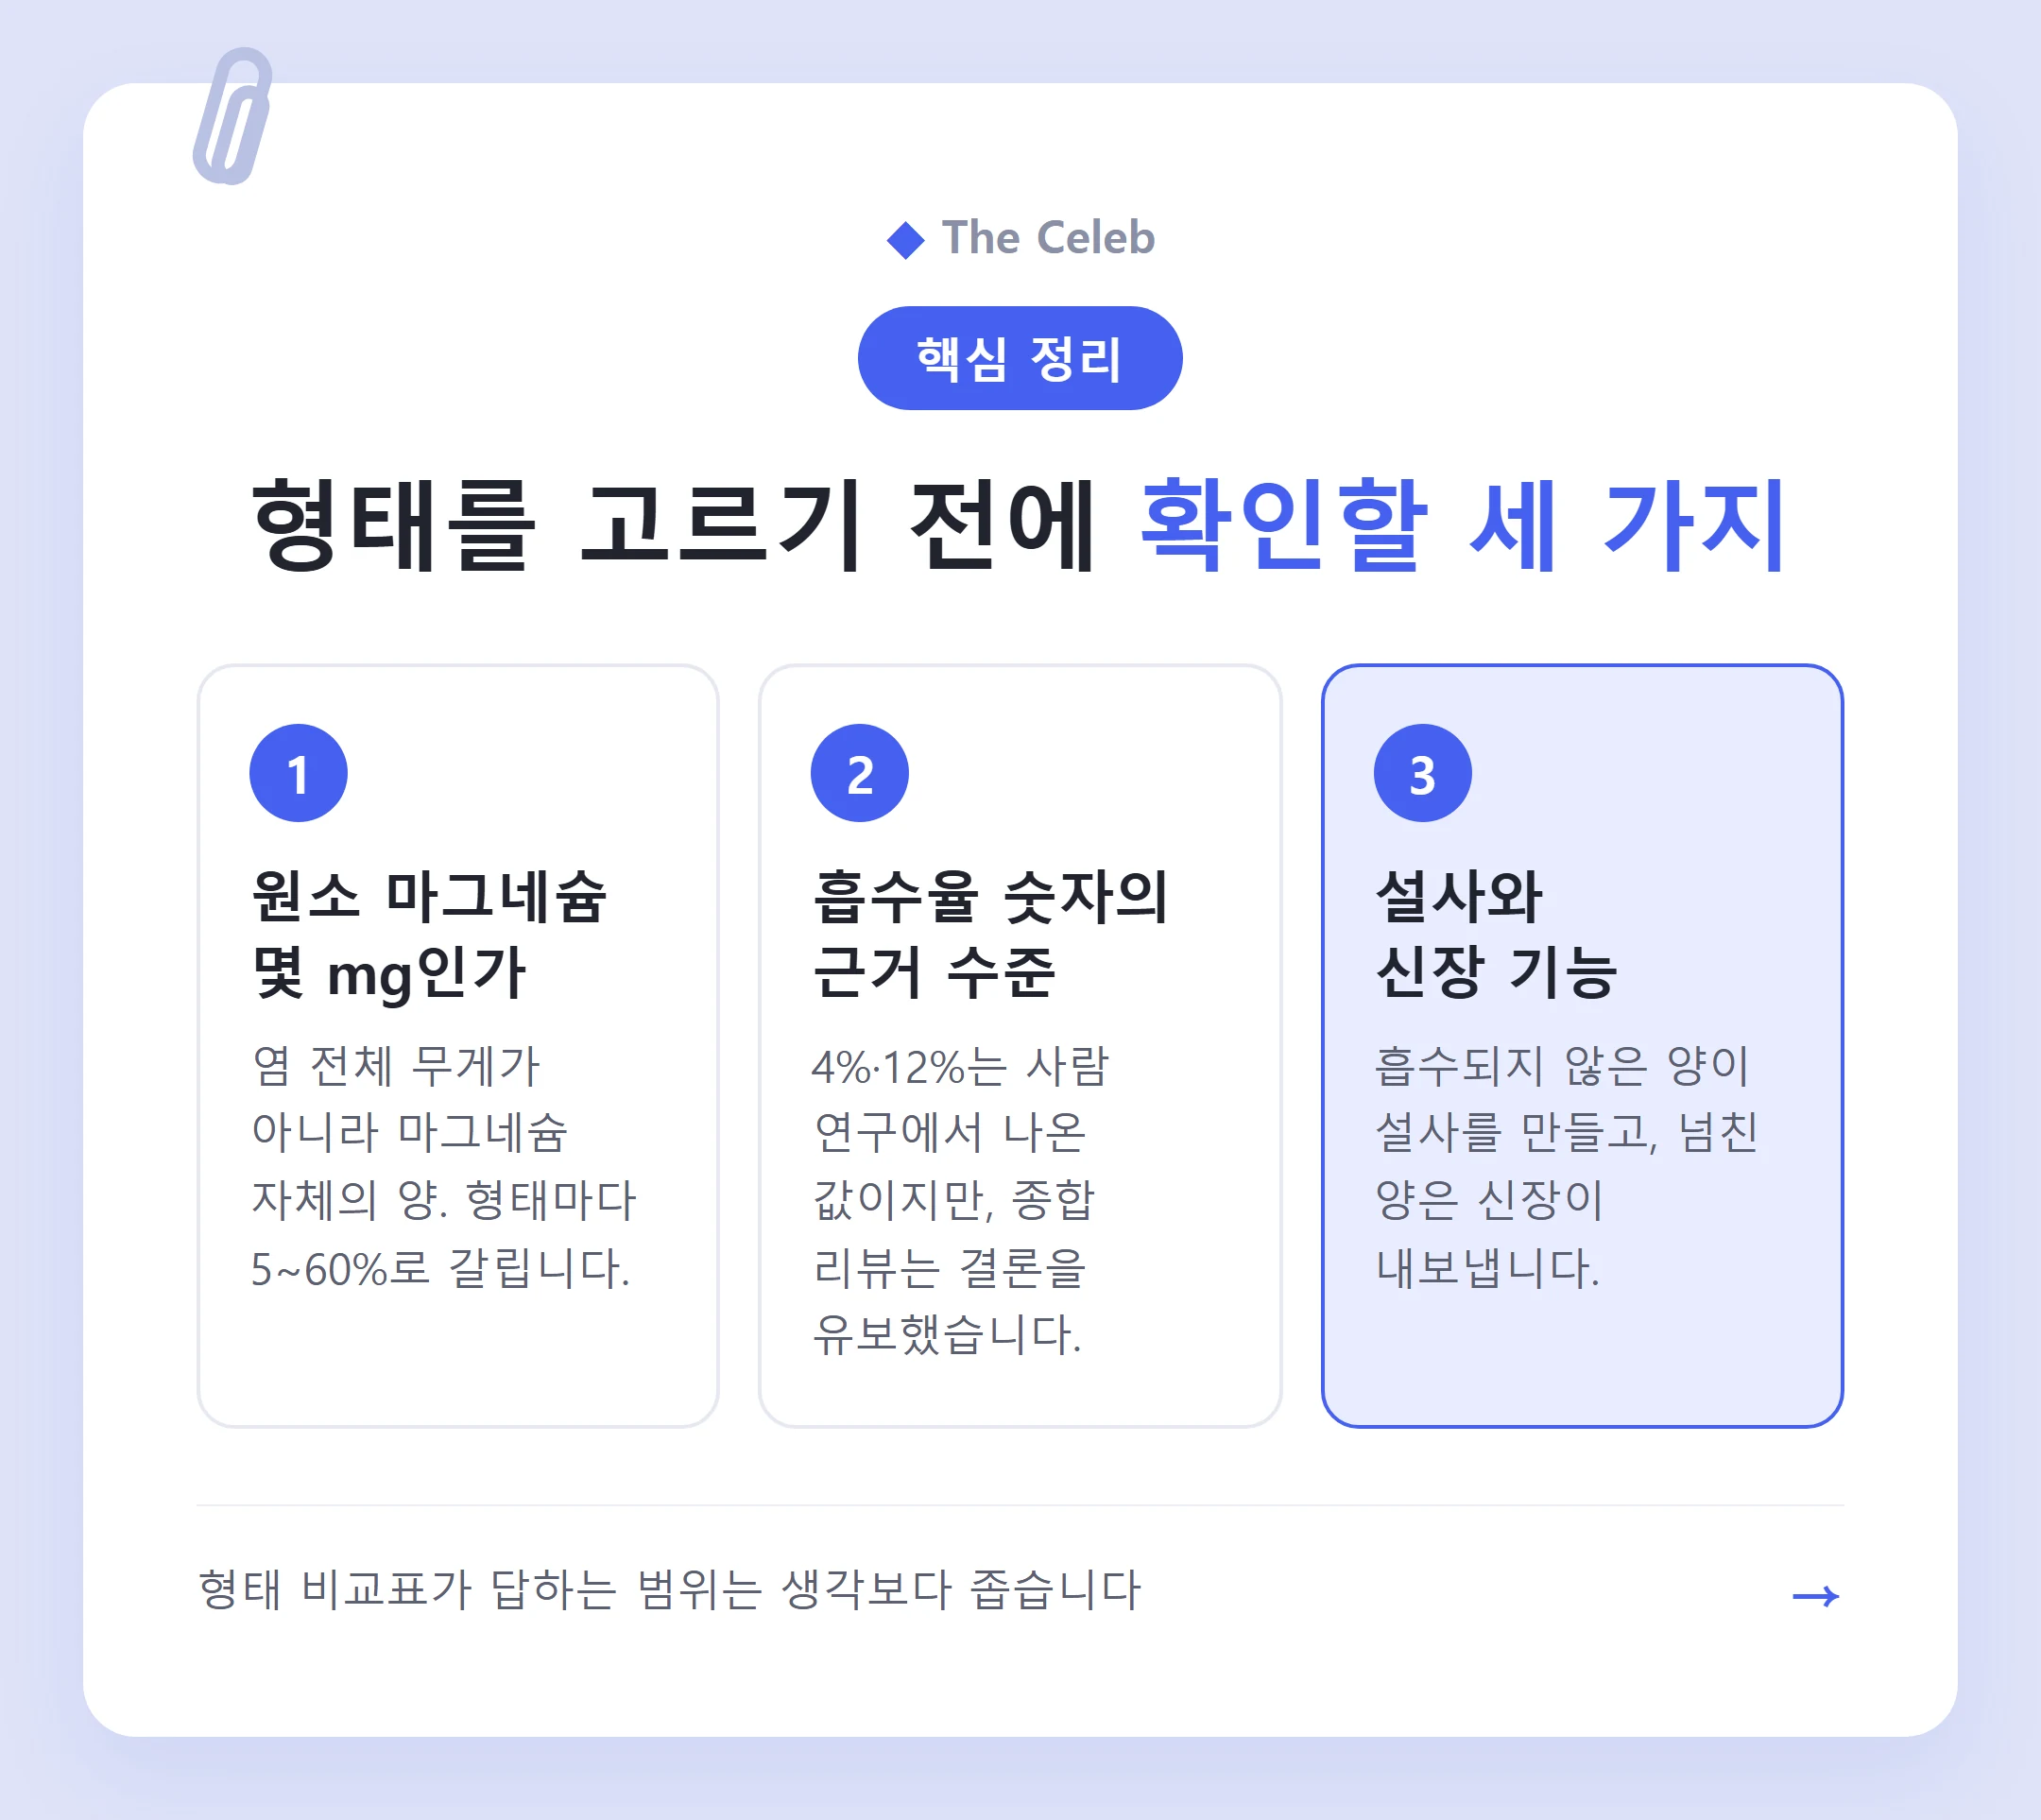 The Celeb
핵심 정리
형태를 고르기 전에 확인할 세 가지
1
원소 마그네슘
몇 mg인가
염 전체 무게가
아니라 마그네슘
자체의 양. 형태마다
5~60%로 갈립니다.
2
흡수율 숫자의
근거 수준
4%·12%는 사람
연구에서 나온
값이지만, 종합
리뷰는 결론을
유보했습니다.
3
설사와
신장 기능
흡수되지 않은 양이
설사를 만들고, 넘친
양은 신장이
내보냅니다.
형태 비교표가 답하는 범위는 생각보다 좁습니다
→